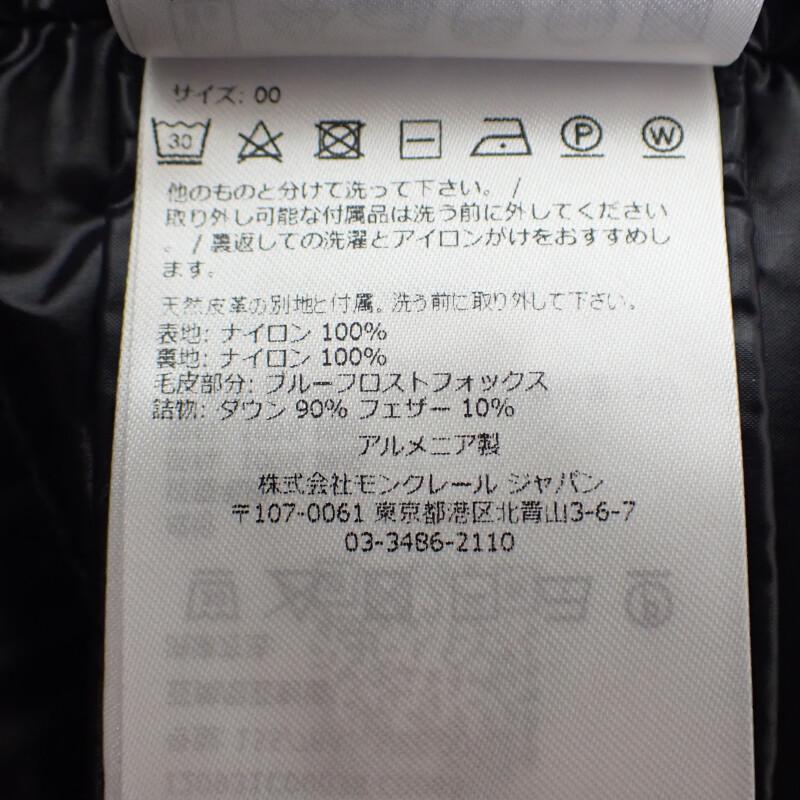 サイズ: 00
30 P W
他のものと分けて洗って下さい。 /
取り外し可能な付属品は洗う前に外してください
。 / 裏返しての洗濯とアイロンがけをおすすめし
ます。
天然皮革の別地と付属。洗う前に取り外して下さい。
表地: ナイロン 100%
裏地: ナイロン 100%
毛皮部分: ブルーフロストフォックス
詰物: ダウン 90% フェザー 10%
アルメニア製
株式会社モンクレール ジャパン
〒107-0061 東京都港区北青山3-6-7
03-3486-2110